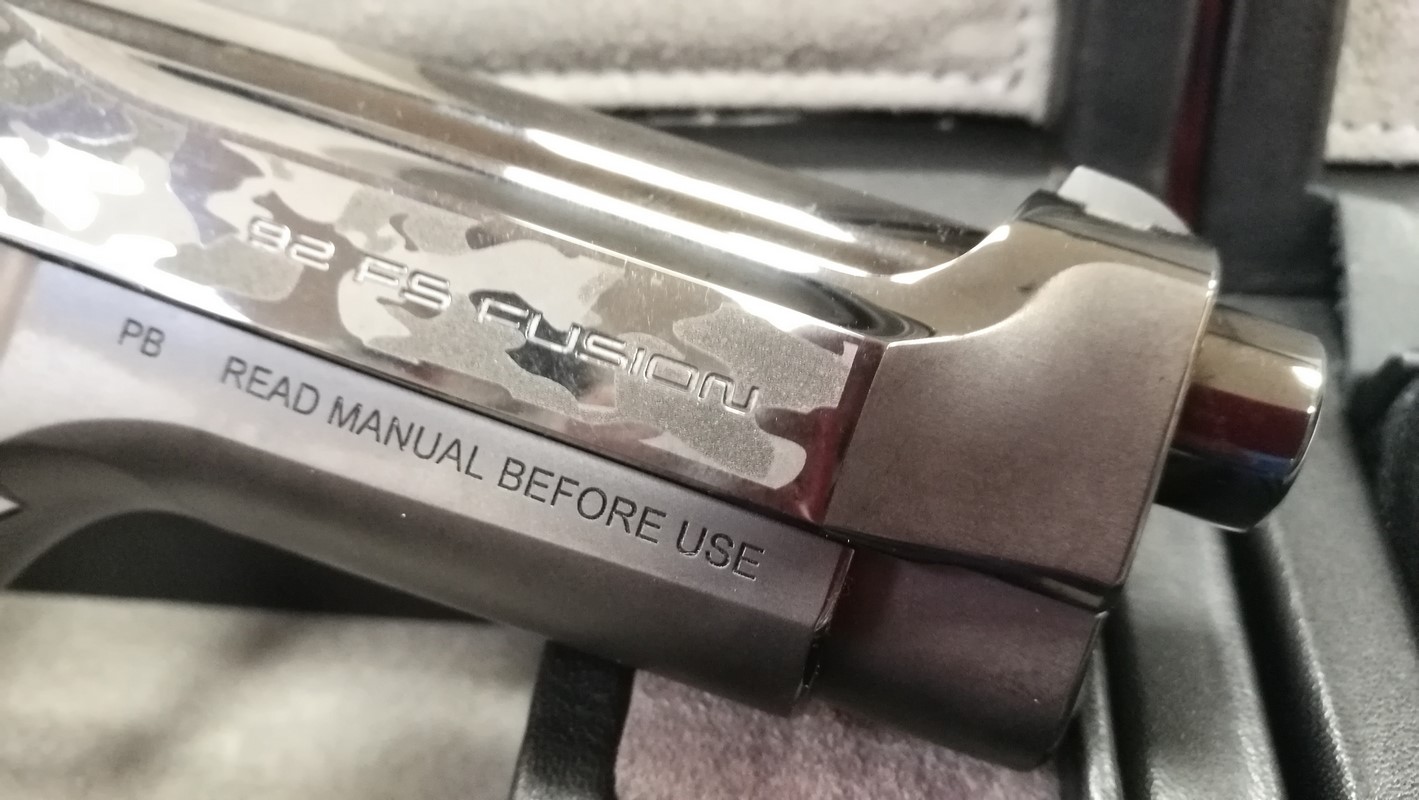 92 FS FUSION
PB READ MANUAL BEFORE USE